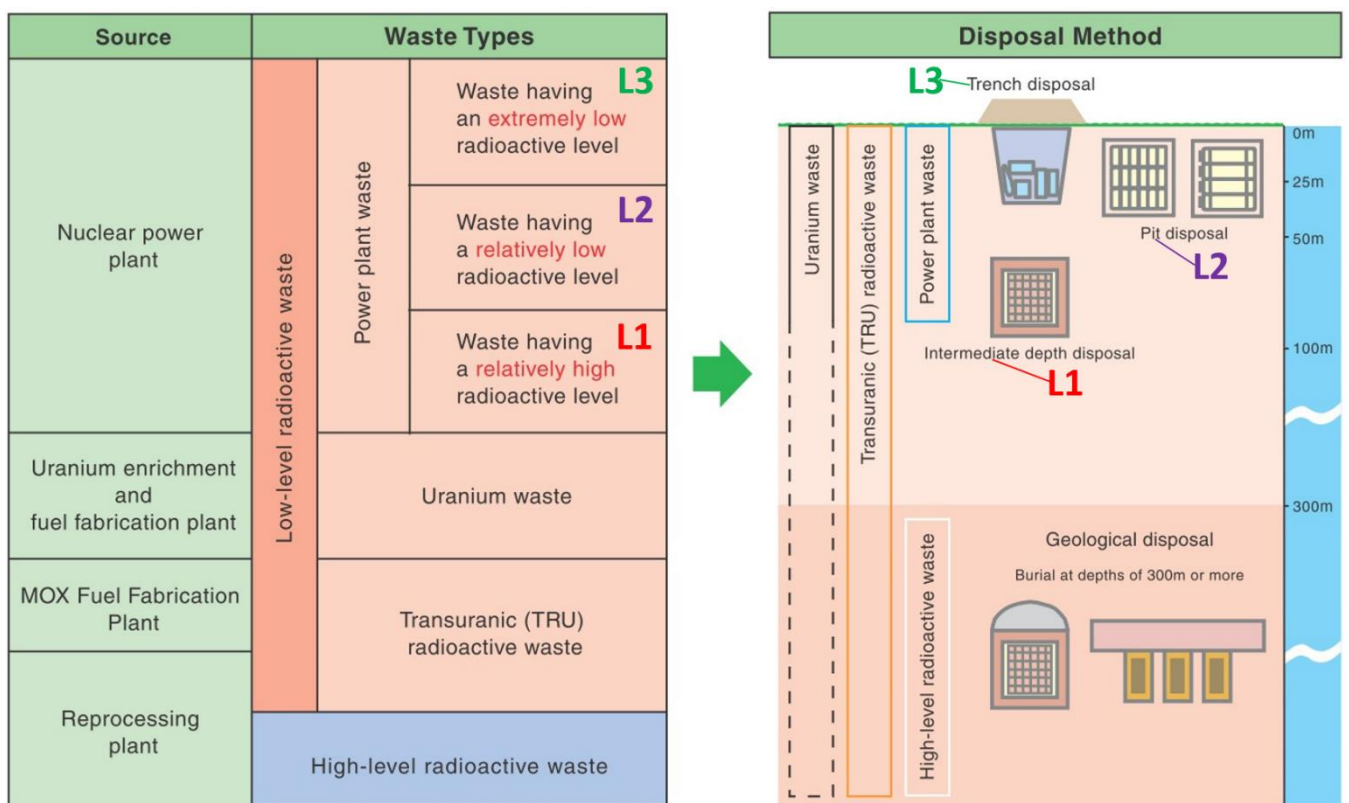 Source
Waste Types
Nuclear power
plant
Low-level radioactive waste
Power plant waste
Waste having
an extremely low
radioactive level
L3
Waste having
a relatively low
radioactive level
L2
Waste having
a relatively high
radioactive level
L1
Uranium enrichment
and
fuel fabrication plant
Uranium waste
MOX Fuel Fabrication
Plant
Transuranic (TRU)
radioactive waste
Reprocessing
plant
High-level radioactive waste
Disposal Method
L3
Trench disposal
Uranium waste
Transuranic (TRU) radioactive waste
Power plant waste
0m
25m
Pit disposal
50m
L2
Intermediate depth disposal
100m
L1
300m
High-level radioactive waste
Geological disposal
Burial at depths of 300m or more